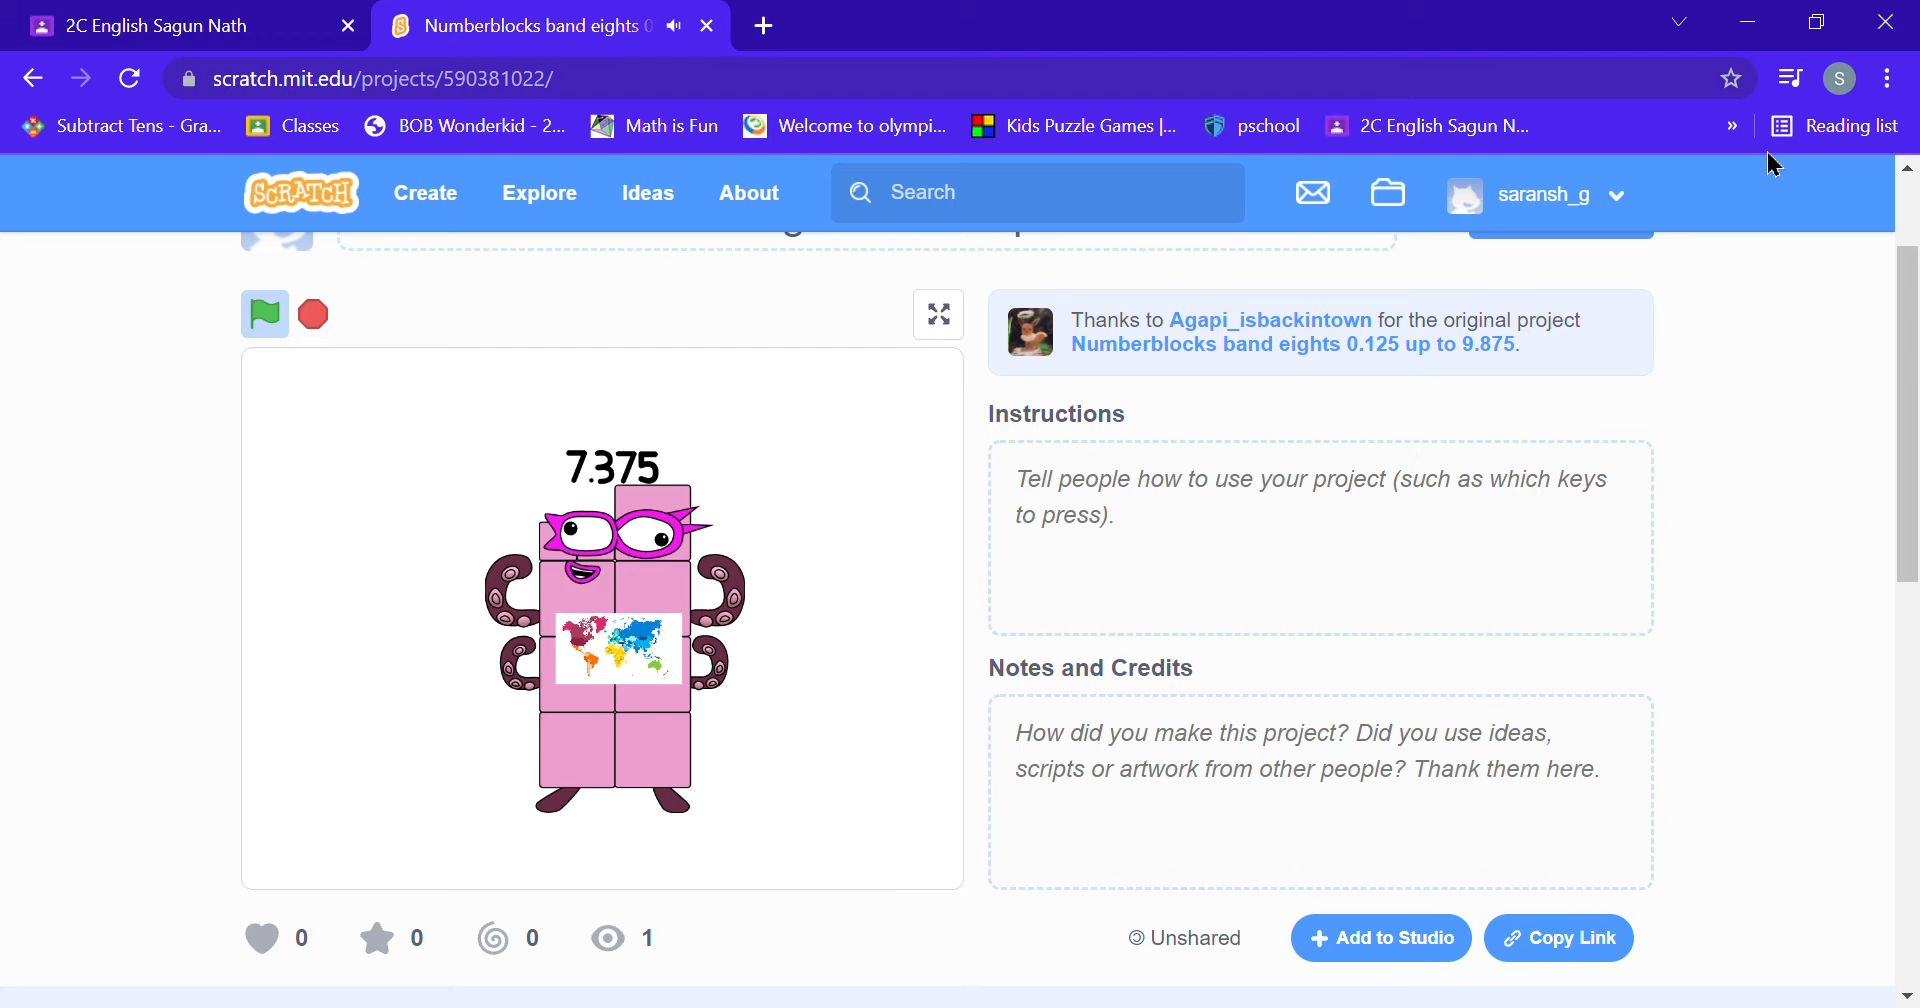 2C English Sagun Nath
Numberblocks band eights
scratch.mit.edu/projects/590381022/
S
Subtract Tens - Gra...
Classes
BOB Wonderkid - 2...
Math is Fun
Welcome to olympi...
Kids Puzzle Games |...
pschool
2C English Sagun N...
»
Reading list
SCRATCH
Create
Explore
Ideas
About
Search
saransh_g
Thanks to Agapi_isbackintown for the original project
Numberblocks band eights 0.125 up to 9.875.
Instructions
Tell people how to use your project (such as which keys
to press).
7.375
Notes and Credits
How did you make this project? Did you use ideas,
scripts or artwork from other people? Thank them here.
0
0
0
1
Unshared
Add to Studio
Copy Link